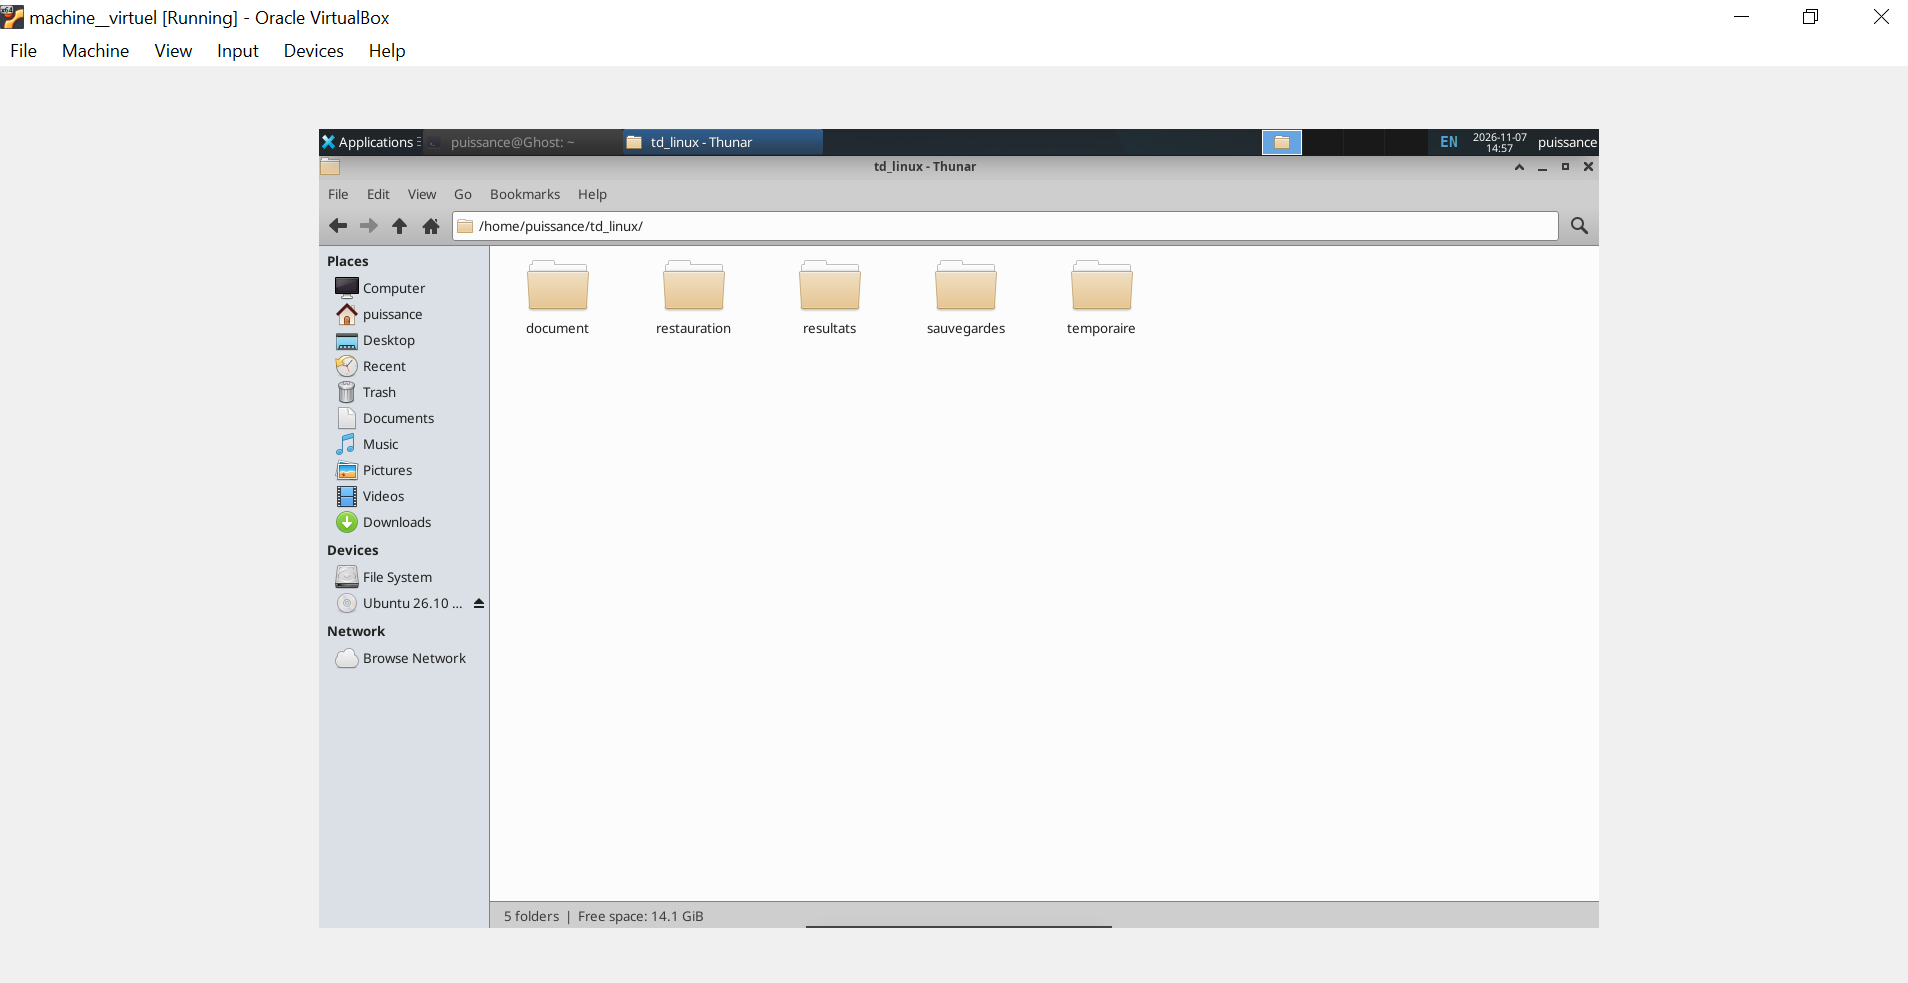 machine__virtuel [Running] - Oracle VirtualBox
File Machine View Input Devices Help
Applications puissance@Ghost: ~ td_linux - Thunar EN 2026-11-07 14:57 puissance
td_linux - Thunar
File Edit View Go Bookmarks Help
/home/puissance/td_linux/
Places
Computer
puissance
Desktop
Recent
Trash
Documents
Music
Pictures
Videos
Downloads
Devices
File System
Ubuntu 26.10 ...
Network
Browse Network
document restauration resultats sauvegardes temporaire
5 folders | Free space: 14.1 GiB